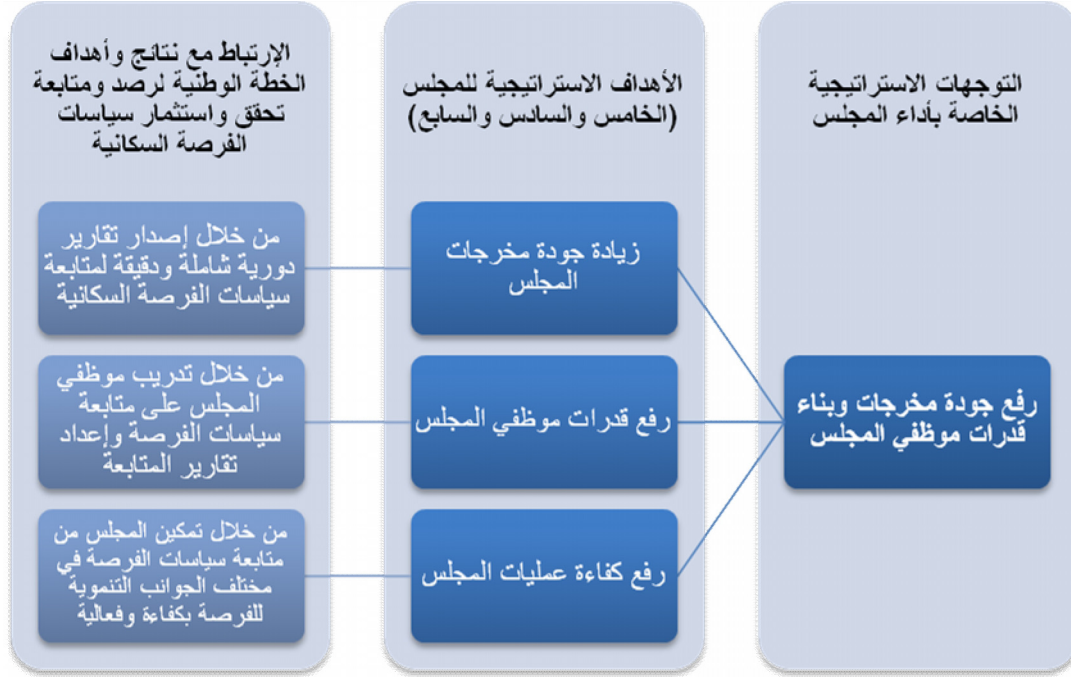 التوجهات الاستراتيجية
الخاصة بأداء المجلس
رفع جودة مخرجات وبناء
قدرات موظفي المجلس
الأهداف الاستراتيجية للمجلس
(الخامس والسادس والسابع)
زيادة جودة مخرجات
المجلس
رفع قدرات موظفي المجلس
رفع كفاءة عمليات المجلس
الإرتباط مع نتائج وأهداف
الخطة الوطنية لرصد ومتابعة
تحقق واستثمار سياسات
الفرصة السكانية
من خلال إصدار تقارير
دورية شاملة ودقيقة لمتابعة
سياسات الفرصة السكانية
من خلال تدريب موظفي
المجلس على متابعة
سياسات الفرصة وإعداد
تقارير المتابعة
من خلال تمكين المجلس من
متابعة سياسات الفرصة في
مختلف الجوانب التنموية
للفرصة بكفاءة وفعالية